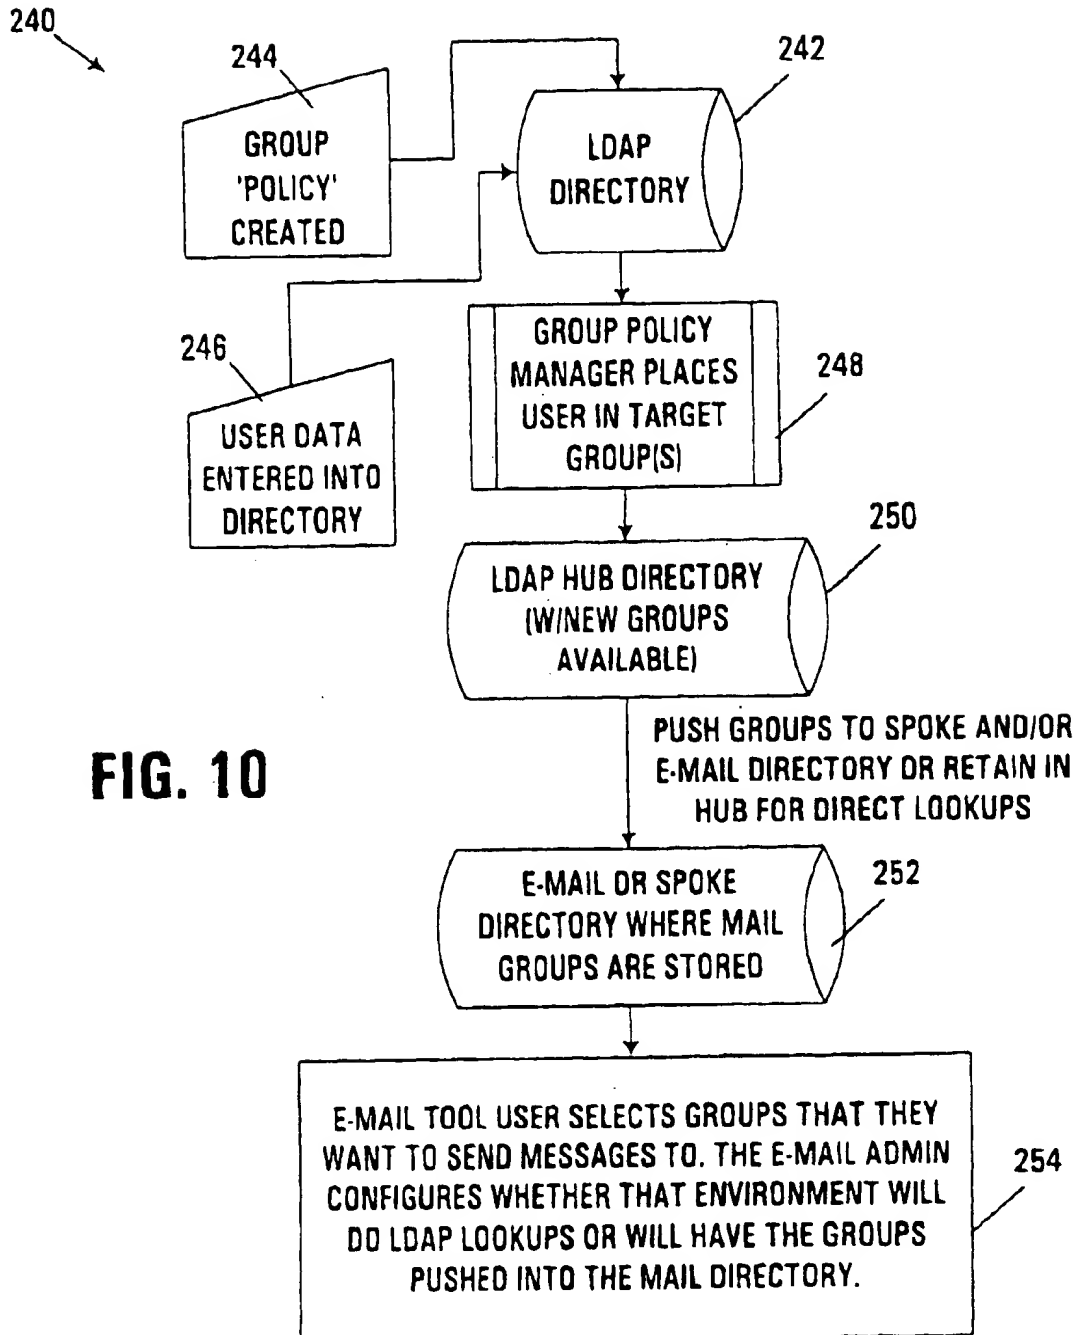 240
244
GROUP
'POLICY'
CREATED
242
LDAP
DIRECTORY
246
USER DATA
ENTERED INTO
DIRECTORY
GROUP POLICY
MANAGER PLACES
USER IN TARGET
GROUP(S)
248
250
LDAP HUB DIRECTORY
(W/NEW GROUPS
AVAILABLE)
FIG. 10
PUSH GROUPS TO SPOKE AND/OR
E-MAIL DIRECTORY OR RETAIN IN
HUB FOR DIRECT LOOKUPS
E-MAIL OR SPOKE
DIRECTORY WHERE MAIL
GROUPS ARE STORED
252
E-MAIL TOOL USER SELECTS GROUPS THAT THEY
WANT TO SEND MESSAGES TO. THE E-MAIL ADMIN
CONFIGURES WHETHER THAT ENVIRONMENT WILL
DO LDAP LOOKUPS OR WILL HAVE THE GROUPS
PUSHED INTO THE MAIL DIRECTORY.
254